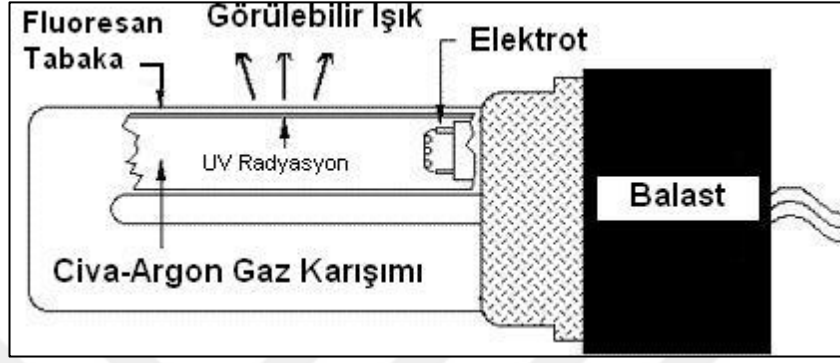 Fluoresan
Tabaka
Görülebilir Işık
Elektrot
UV Radyasyon
Balast
Civa-Argon Gaz Karışımı